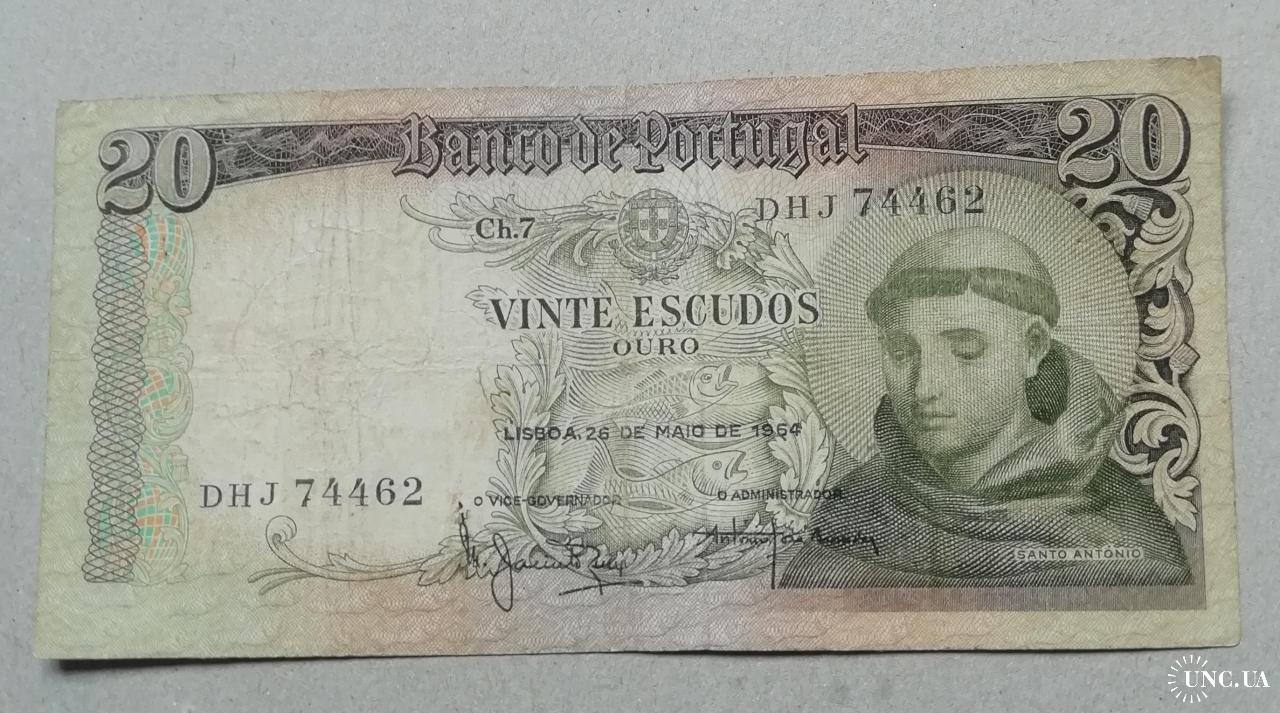 20 Banco de Portugal 20
Ch.7 DHJ 74462
VINTE ESCUDOS
OURO
LISBOA, 26 DE MAIO DE 1964
DHJ 74462
O VICE-GOVERNADOR O ADMINISTRADOR
SANTO ANTÓNIO
UNC.UA